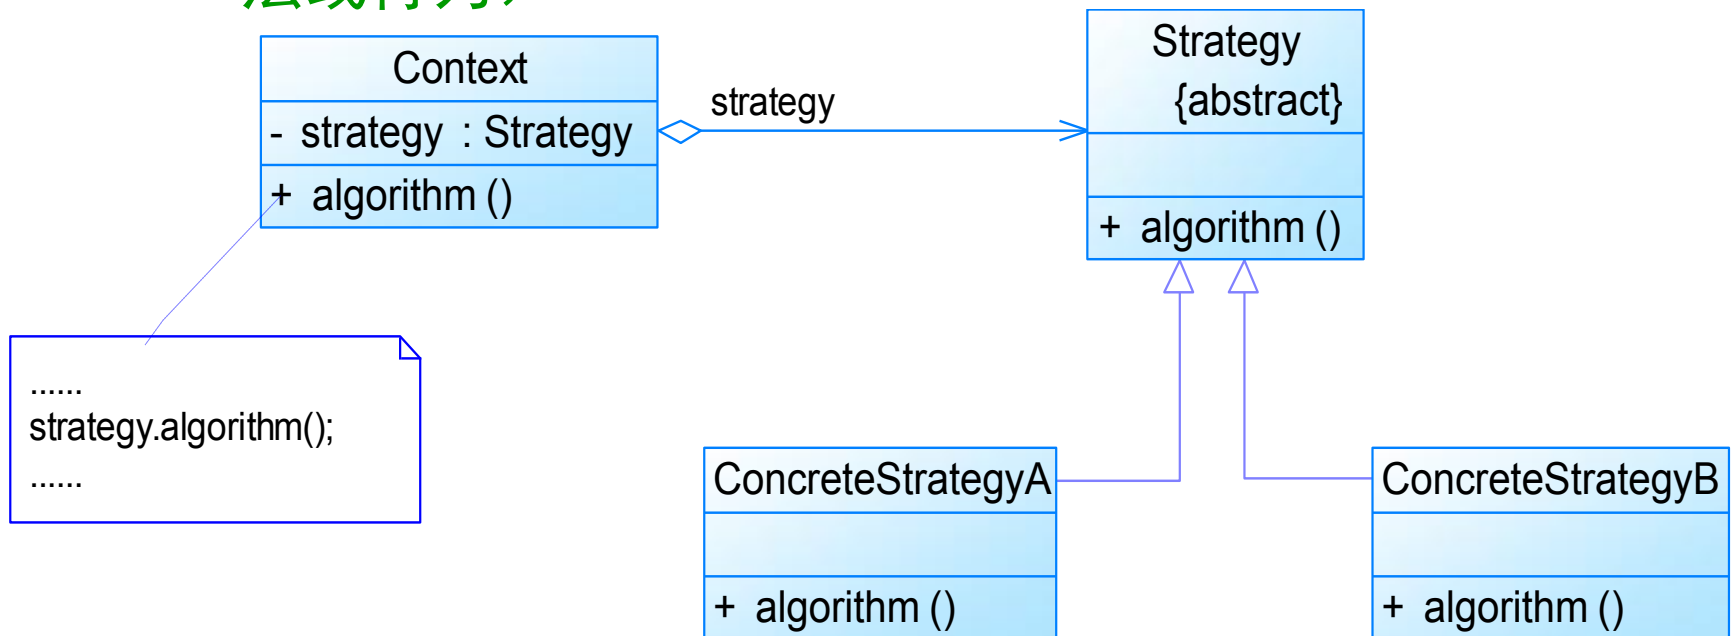 Context
- strategy : Strategy
+ algorithm ()
strategy
Strategy
{abstract}
+ algorithm ()
......
strategy.algorithm();
......
ConcreteStrategyA
+ algorithm ()
ConcreteStrategyB
+ algorithm ()